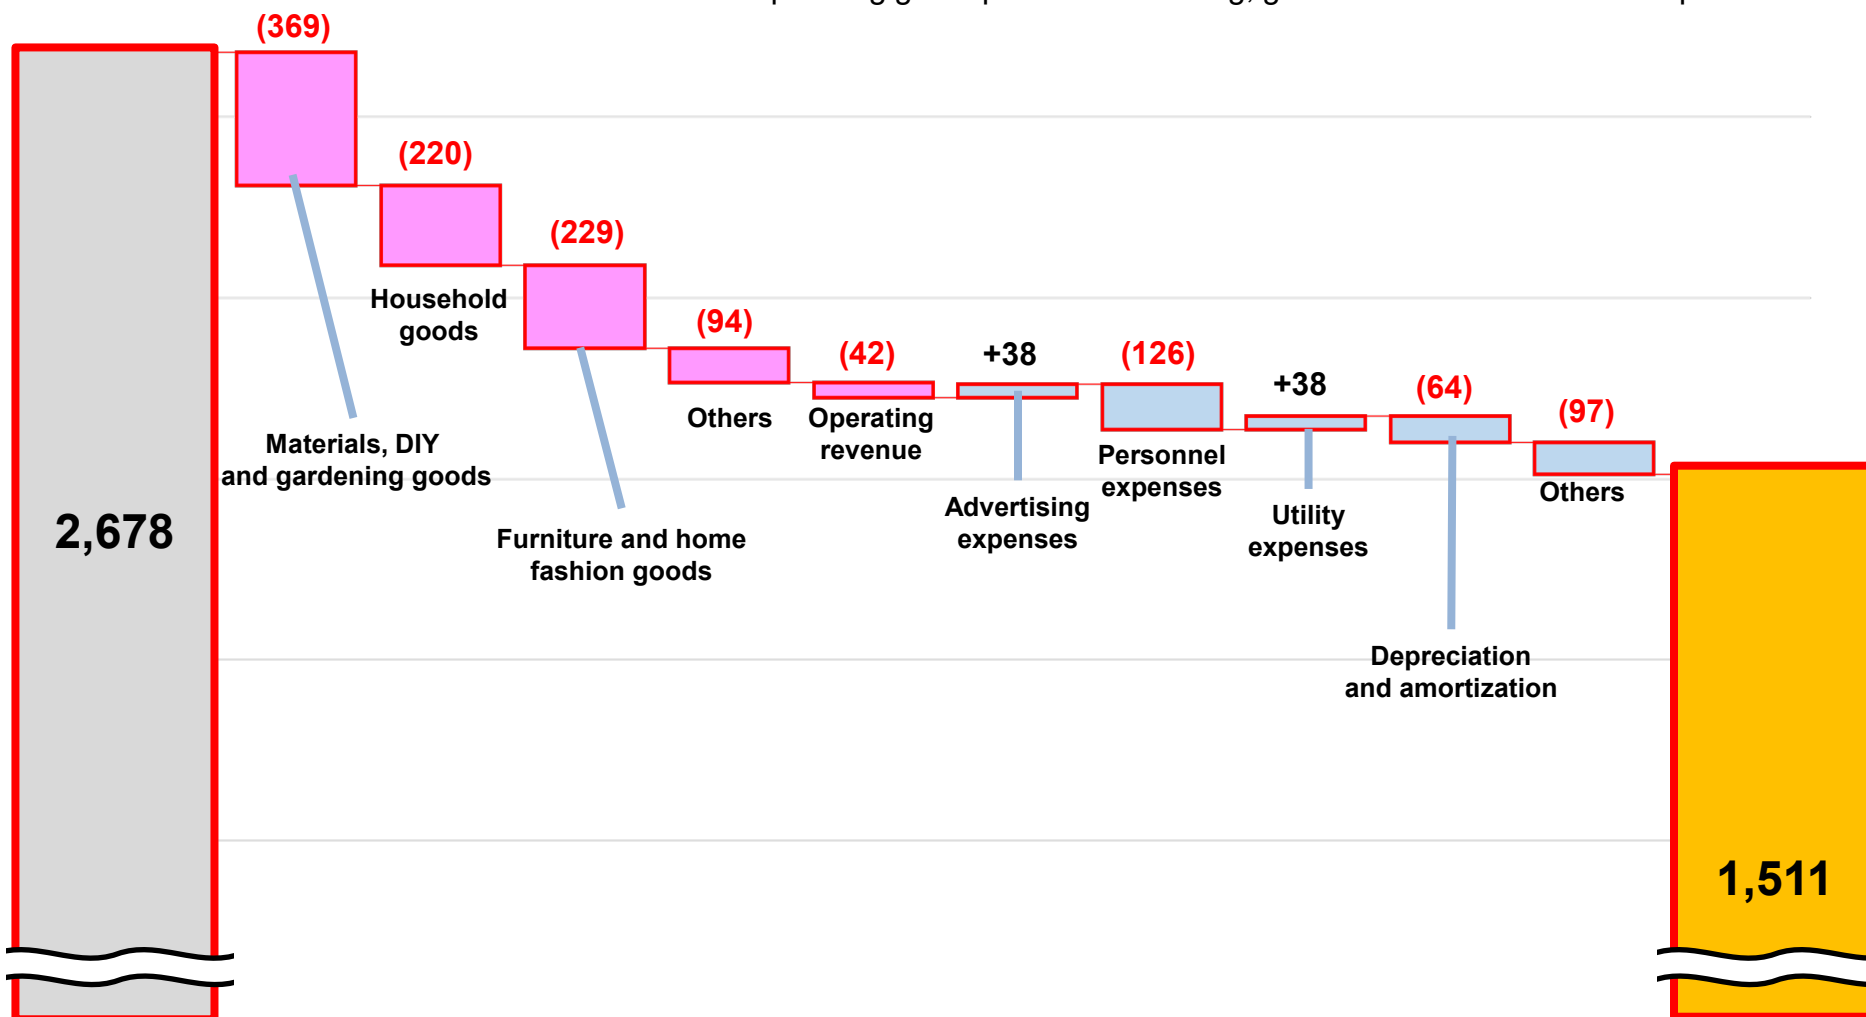 (369)
(220)
(229)
(94)
(42)
+38
(126)
+38
(64)
(97)
Household
goods
Others
Operating
revenue
Materials, DIY
and gardening goods
Personnel
expenses
Others
Advertising
expenses
Utility
expenses
Furniture and home
fashion goods
2,678
Depreciation
and amortization
1,511